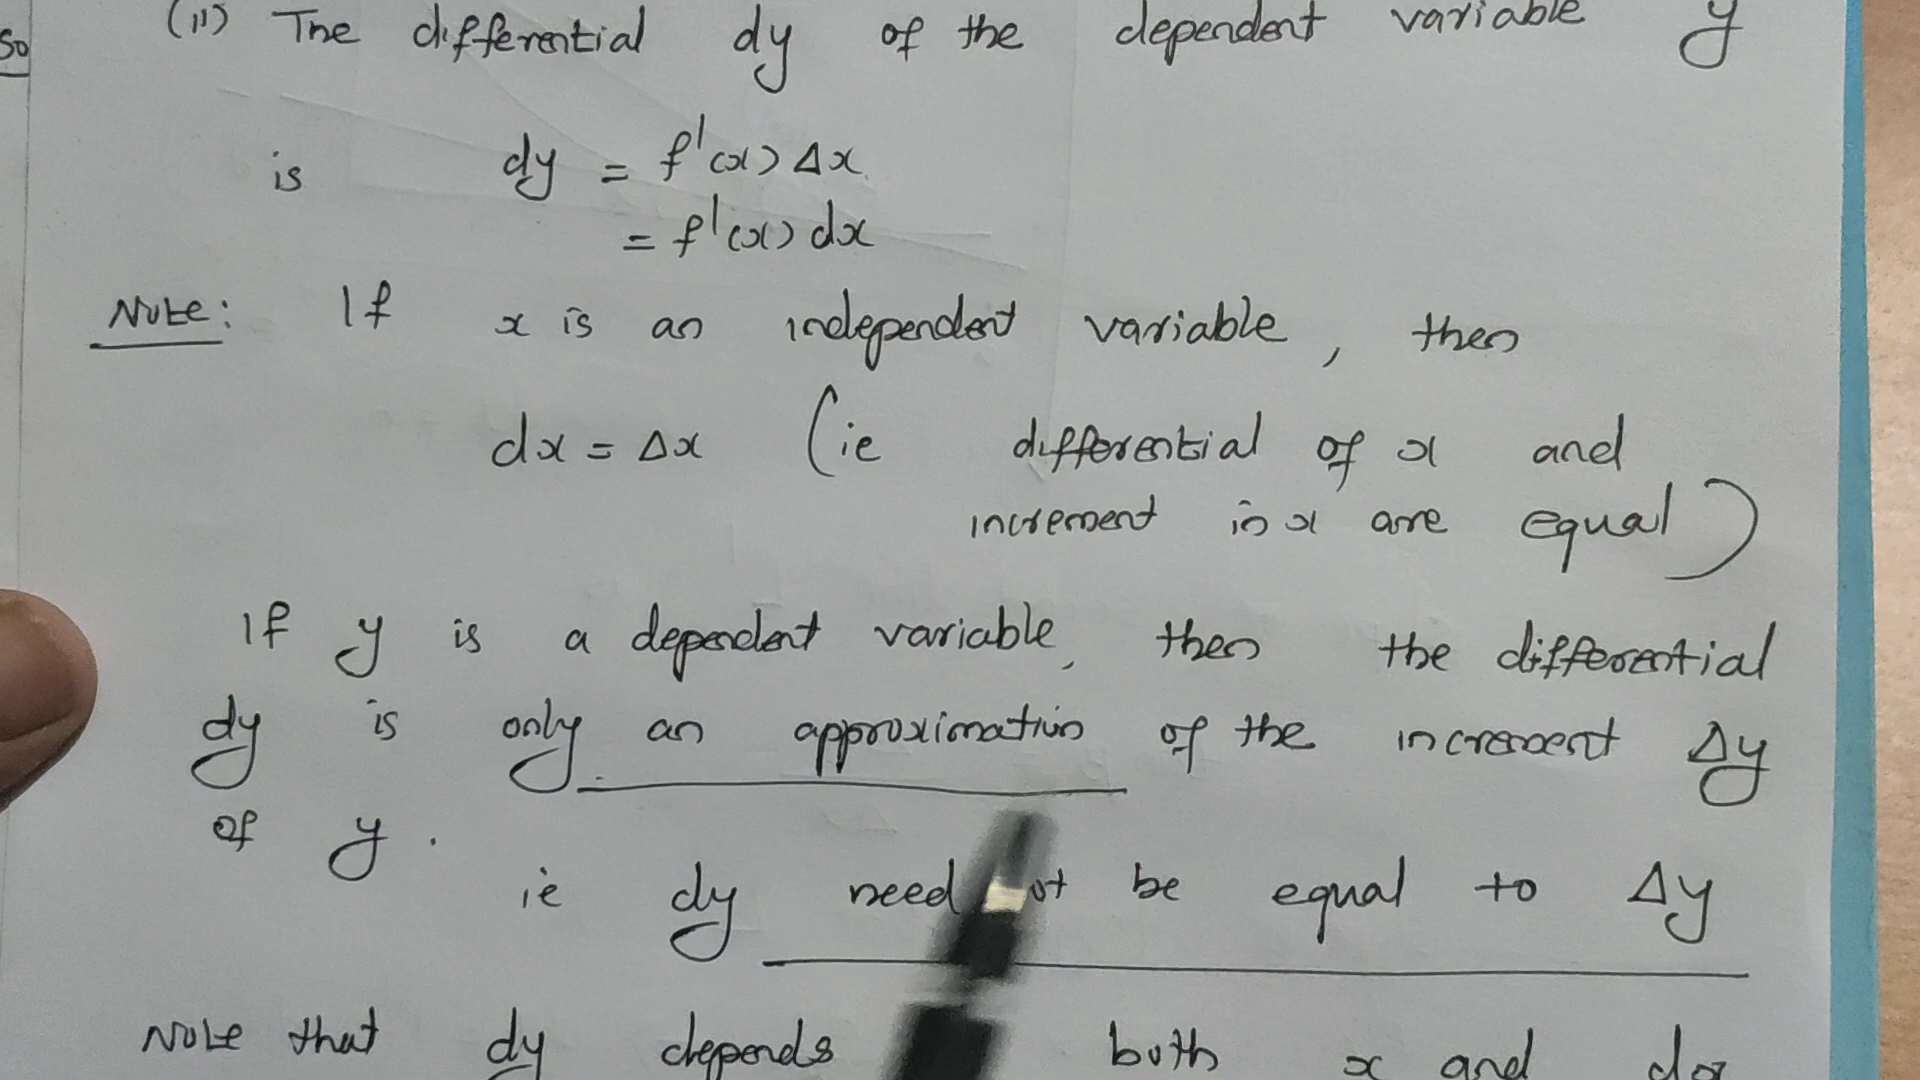 (ii) The differential dy of the dependent variable y
So
is dy = f'(x) Δx
= f'(x) dx
Note: If x is an independent variable, then
dx = Δx (ie differential of x and
increment in x are equal)
If y is a dependent variable, then the differential
dy is only an approximation of the increment Δy
of y.
ie dy need not be equal to Δy
Note that dy depends both x and dx